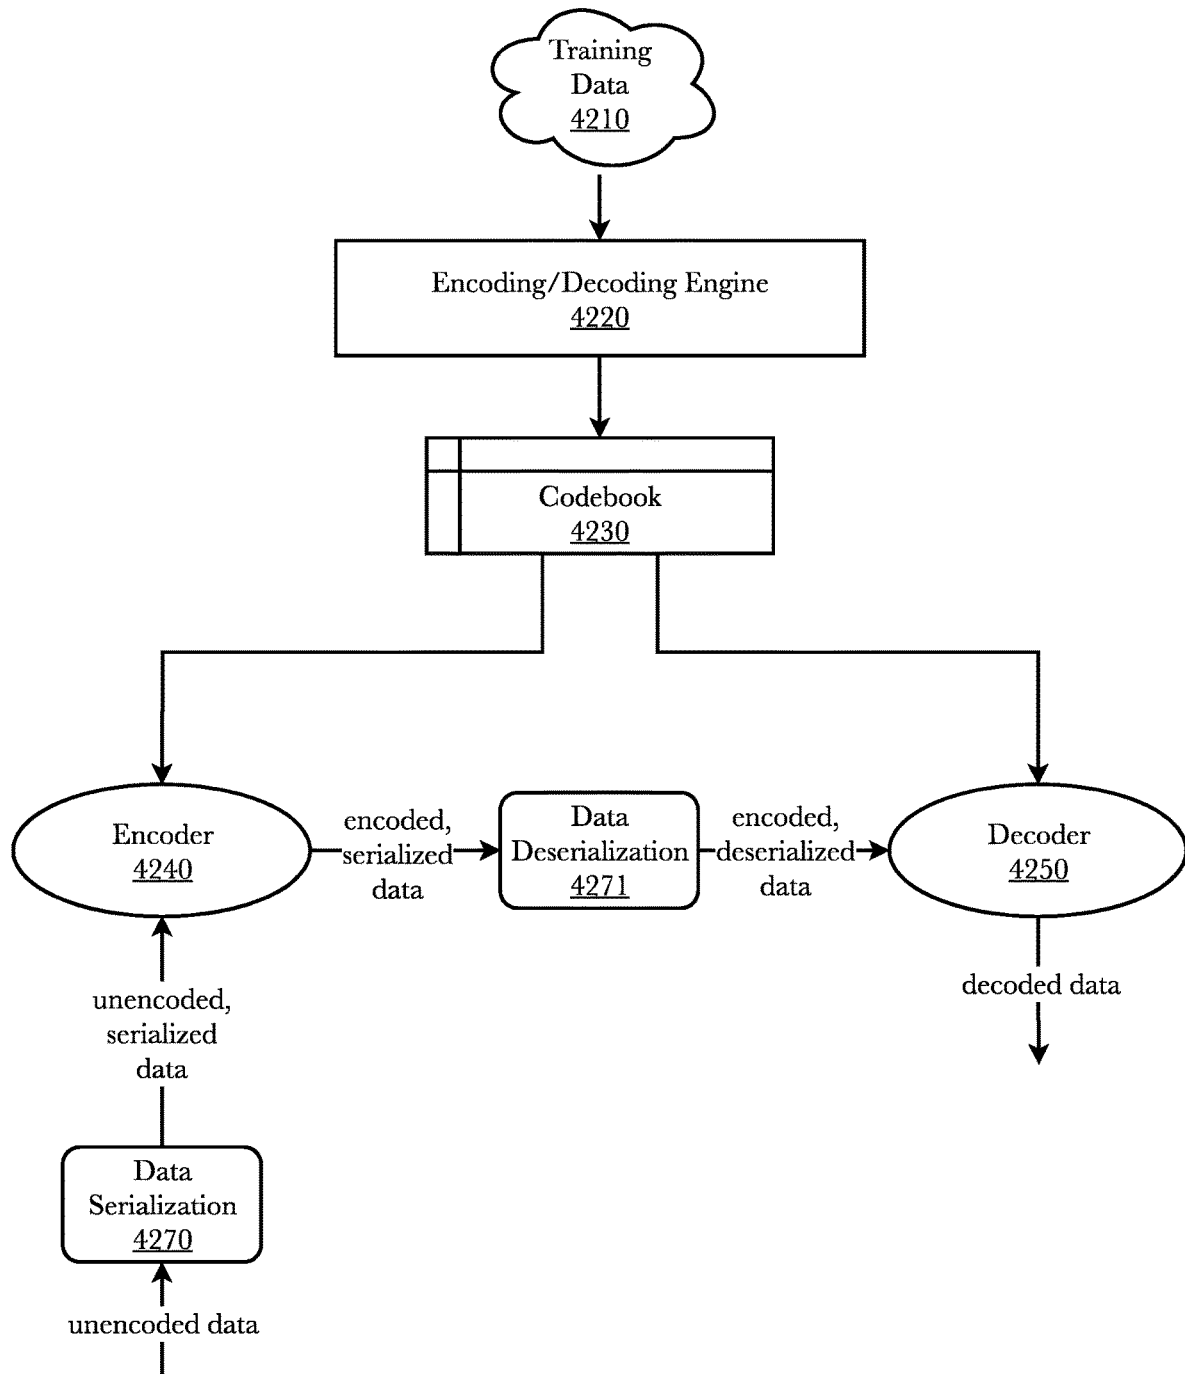 Training
Data
4210
Encoding/Decoding Engine
4220
Codebook
4230
Encoder
4240
encoded,
serialized
data
Data
Deserialization
4271
encoded,
deserialized
data
Decoder
4250
unencoded,
serialized
data
decoded data
Data
Serialization
4270
unencoded data